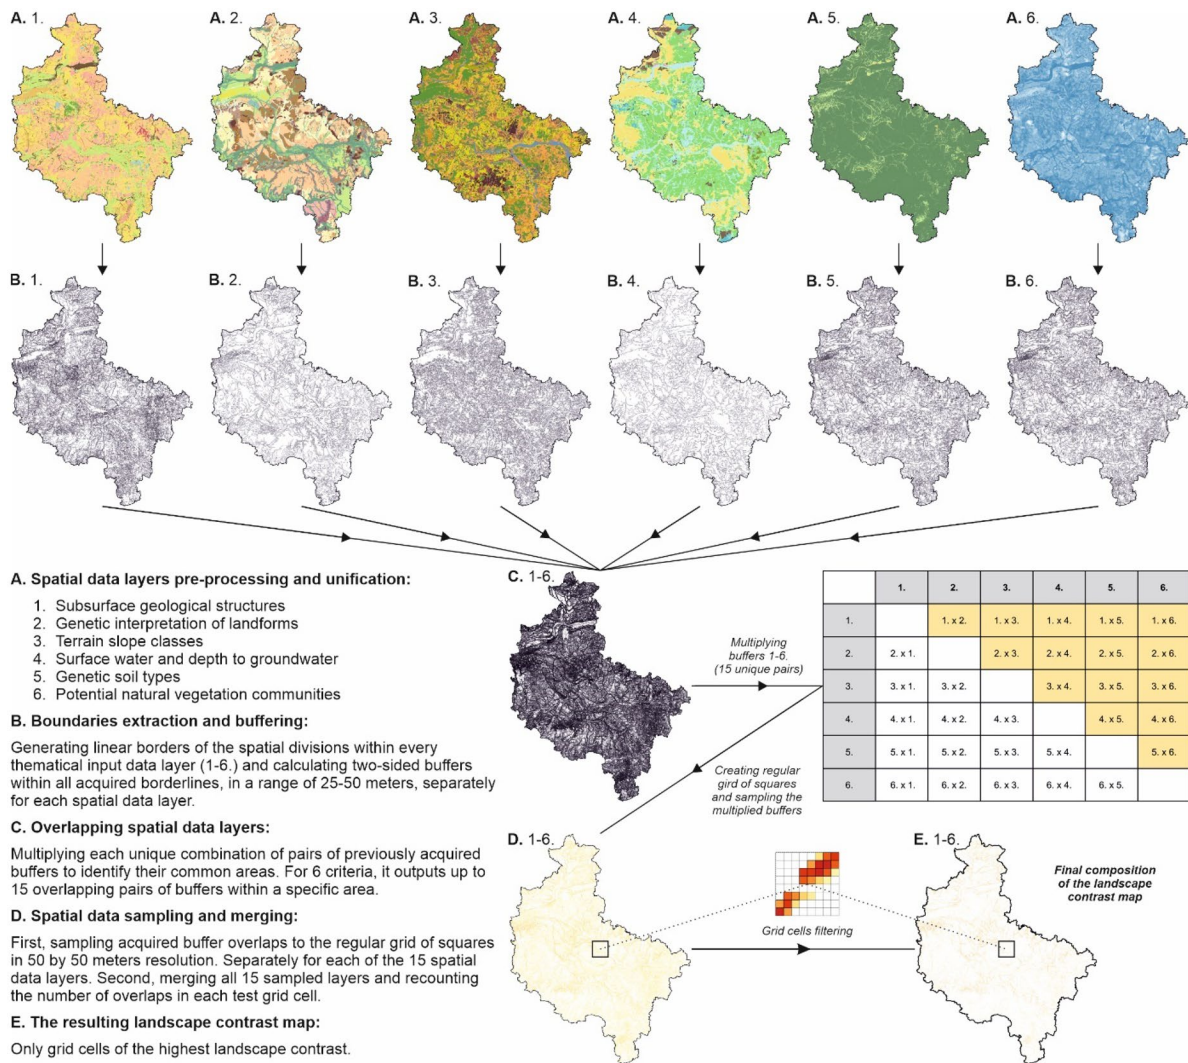 A. 1.
A. 2.
A. 3.
A. 4.
A. 5.
A. 6.
B. 1.
B. 2.
B. 3.
B. 4.
B. 5.
B. 6.
A. Spatial data layers pre-processing and unification:
1. Subsurface geological structures
2. Genetic interpretation of landforms
3. Terrain slope classes
4. Surface water and depth to groundwater
5. Genetic soil types
6. Potential natural vegetation communities
B. Boundaries extraction and buffering:
Generating linear borders of the spatial divisions within every
thematical input data layer (1-6.) and calculating two-sided buffers
within all acquired borderlines, in a range of 25-50 meters, separately
for each spatial data layer.
C. Overlapping spatial data layers:
Multiplying each unique combination of pairs of previously acquired
buffers to identify their common areas. For 6 criteria, it outputs up to
15 overlapping pairs of buffers within a specific area.
D. Spatial data sampling and merging:
First, sampling acquired buffer overlaps to the regular grid of squares
in 50 by 50 meters resolution. Separately for each of the 15 spatial
data layers. Second, merging all 15 sampled layers and recounting
the number of overlaps in each test grid cell.
E. The resulting landscape contrast map:
Only grid cells of the highest landscape contrast.
C. 1-6.
Multiplying
buffers 1-6.
(15 unique pairs)
1. 2. 3. 4. 5. 6.
1. 1. x 2. 1. x 3. 1. x 4. 1. x 5. 1. x 6.
2. 2. x 1. 2. x 3. 2. x 4. 2. x 5. 2. x 6.
3. 3. x 1. 3. x 2. 3. x 4. 3. x 5. 3. x 6.
4. 4. x 1. 4. x 2. 4. x 3. 4. x 5. 4. x 6.
5. 5. x 1. 5. x 2. 5. x 3. 5. x 4. 5. x 6.
6. 6. x 1. 6. x 2. 6. x 3. 6. x 4. 6. x 5.
Creating regular
gird of squares
and sampling the
multiplied buffers
D. 1-6.
Grid cells filtering
E. 1-6.
Final composition
of the landscape
contrast map